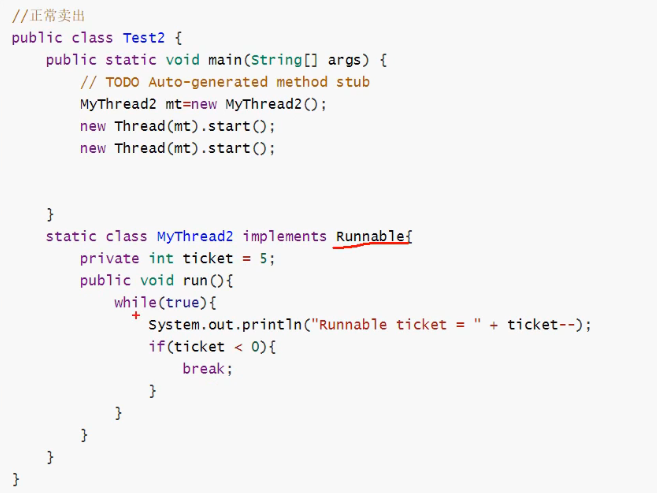 //正常卖出
public class Test2 {
    public static void main(String[] args) {
        // TODO Auto-generated method stub
        MyThread2 mt=new MyThread2();
        new Thread(mt).start();
        new Thread(mt).start();
    }
    static class MyThread2 implements Runnable{
        private int ticket = 5;
        public void run(){
            while(true){
                System.out.println("Runnable ticket = " + ticket--);
                if(ticket < 0){
                    break;
                }
            }
        }
    }
}